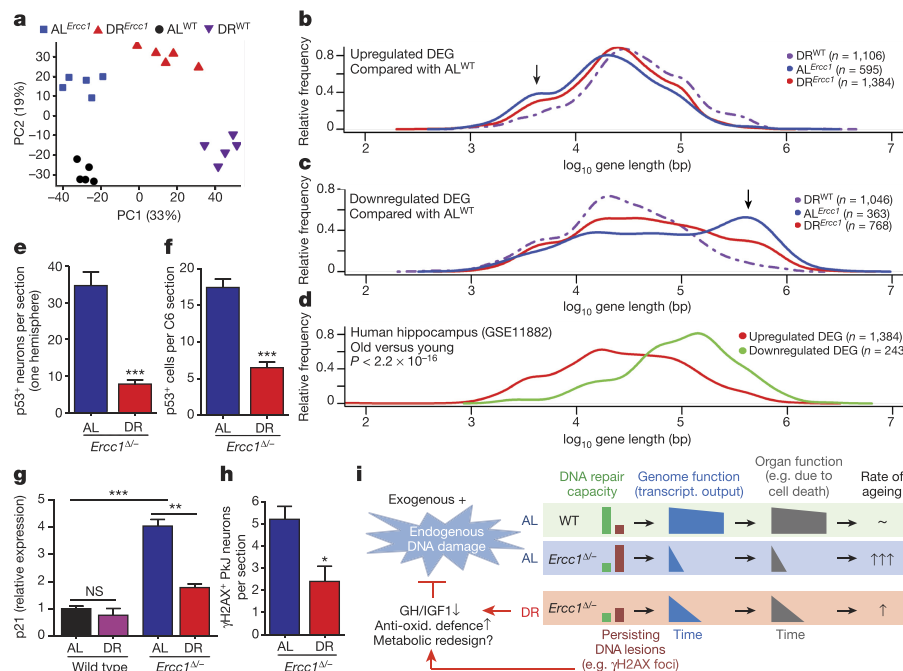 a
AL^Ercc1 DR^Ercc1 AL^WT DR^WT
30
20
10
0
−10
−20
−30
PC2 (19%)
−40 −20 0 20 40
PC1 (33%)
b
Upregulated DEG
Compared with AL^WT
DR^WT (n = 1,106)
AL^Ercc1 (n = 595)
DR^Ercc1 (n = 1,384)
Relative frequency
0.8
0.4
0
2 3 4 5 6 7
log10 gene length (bp)
c
Downregulated DEG
Compared with AL^WT
DR^WT (n = 1,046)
AL^Ercc1 (n = 363)
DR^Ercc1 (n = 768)
Relative frequency
0.8
0.4
0
2 3 4 5 6 7
log10 gene length (bp)
d
Human hippocampus (GSE11882)
Old versus young
P < 2.2 × 10^−16
Upregulated DEG (n = 1,384)
Downregulated DEG (n = 243
Relative frequency
0.8
0.4
0
2 3 4 5 6 7
log10 gene length (bp)
e
p53+ neurons per section
(one hemisphere)
40
30
20
10
0
***
AL DR
Ercc1^Δ/−
f
p53+ cells per C6 section
20
15
10
5
0
***
AL DR
Ercc1^Δ/−
g
p21 (relative expression)
5
4
3
2
1
0
NS
***
**
AL DR AL DR
Wild type Ercc1^Δ/−
h
γH2AX+ PkJ neurons
per section
6
5
4
3
2
1
0
*
AL DR
Ercc1^Δ/−
i
Exogenous +
Endogenous
DNA damage
GH/IGF1↓
Anti-oxid. defence↑
Metabolic redesign?
DNA repair
capacity
Genome function
(transcript. output)
Organ function
(e.g. due to
cell death)
Rate of
ageing
AL WT ~
AL Ercc1^Δ/− ↑↑↑
DR Ercc1^Δ/− ↑
Persisting
DNA lesions
(e.g. γH2AX foci)
Time Time